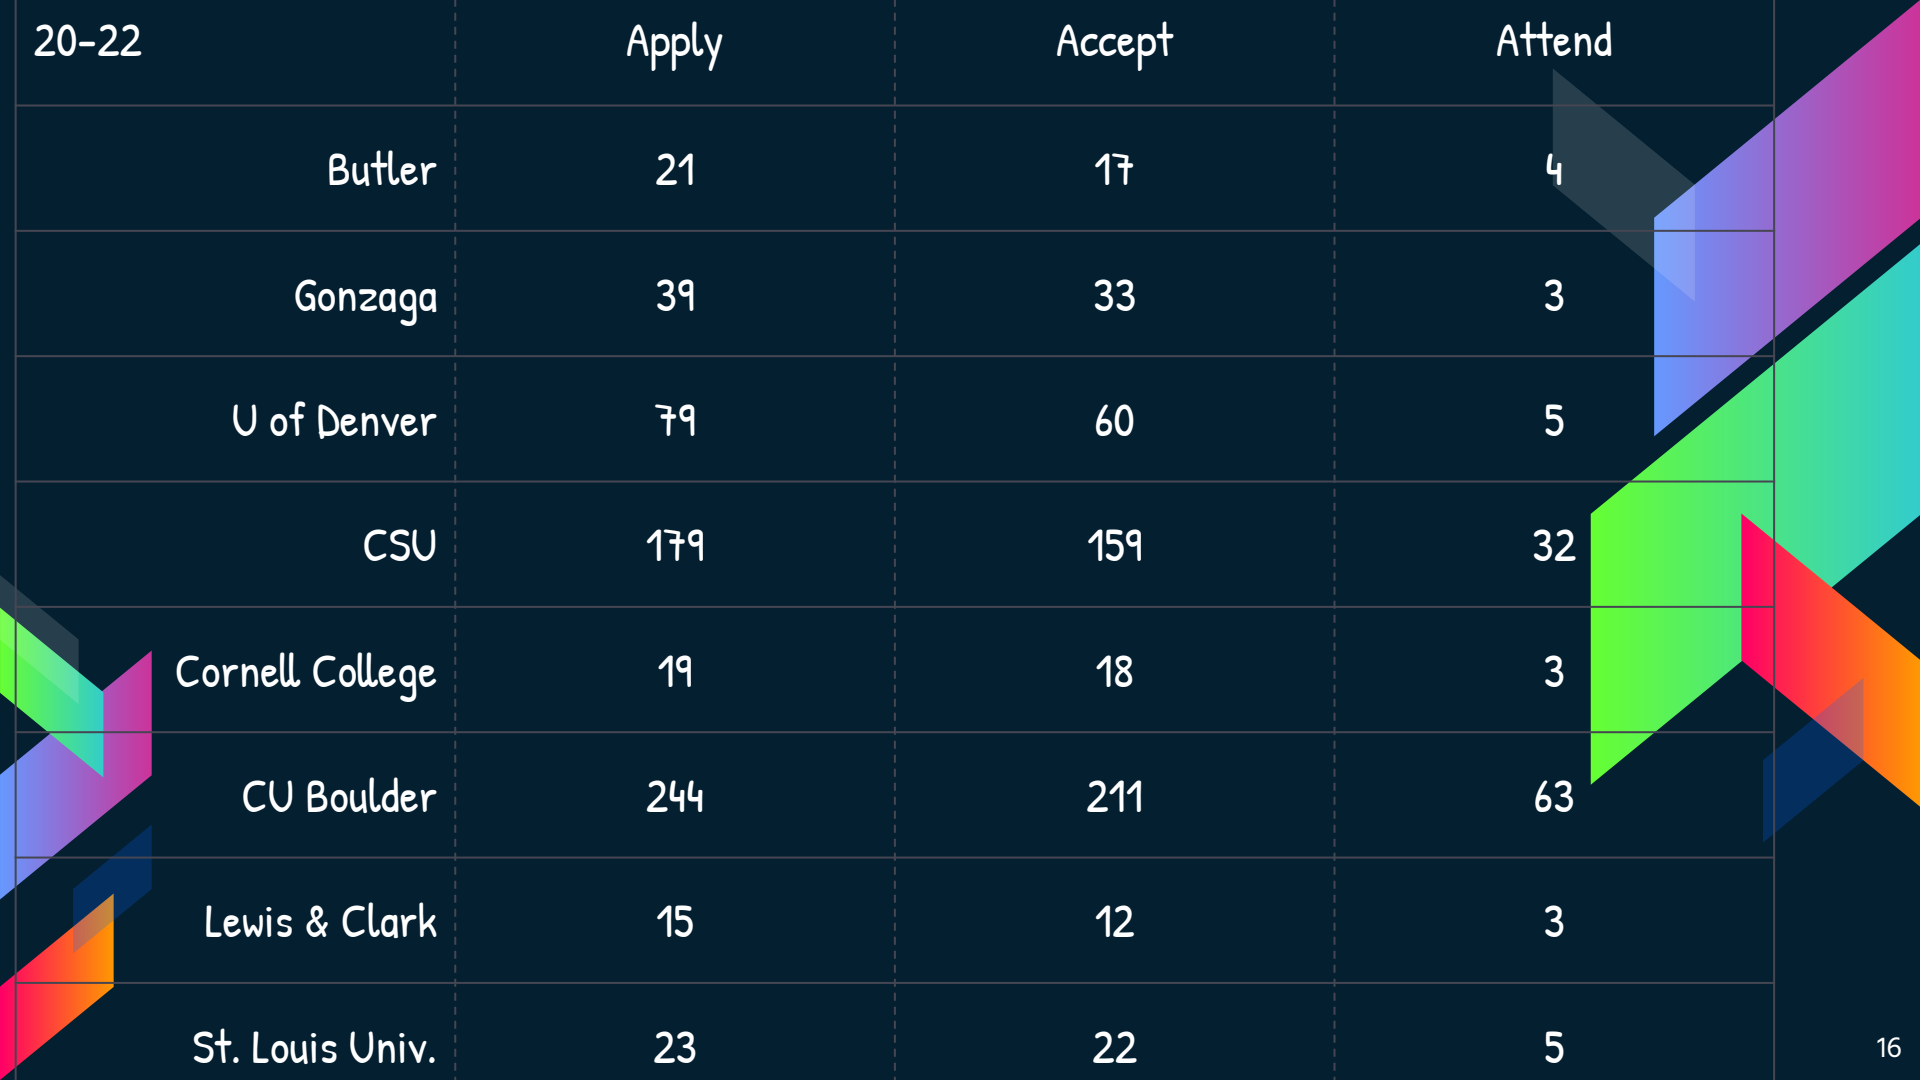 20-22 Apply Accept Attend
Butler 21 17 4
Gonzaga 39 33 3
U of Denver 79 60 5
CSU 179 159 32
Cornell College 19 18 3
CU Boulder 244 211 63
Lewis & Clark 15 12 3
St. Louis Univ. 23 22 5
16